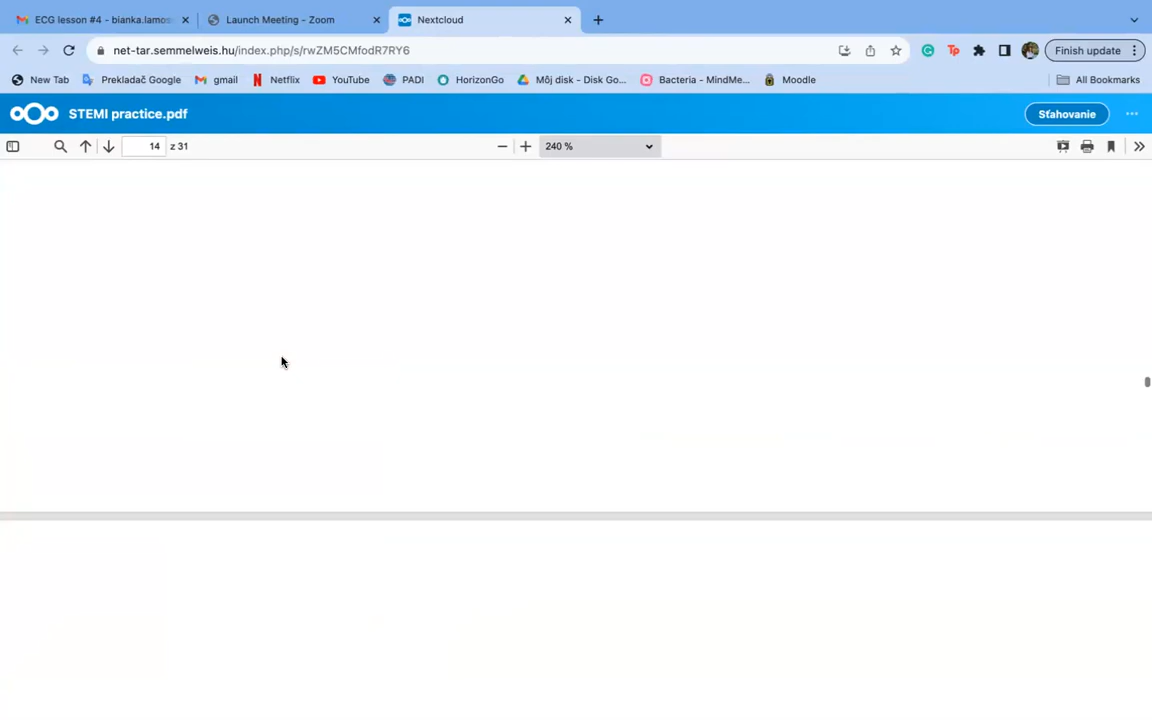 ECG lesson #4 - bianka.lamos
Launch Meeting - Zoom
Nextcloud
net-tar.semmelweis.hu/index.php/s/rwZM5CMfodR7RY6
Tp
Finish update
New Tab
Prekladač Google
gmail
Netflix
YouTube
PADI
HorizonGo
Môj disk - Disk Go...
Bacteria - MindMe...
Moodle
All Bookmarks
STEMI practice.pdf
Sťahovanie
14 z 31
240 %